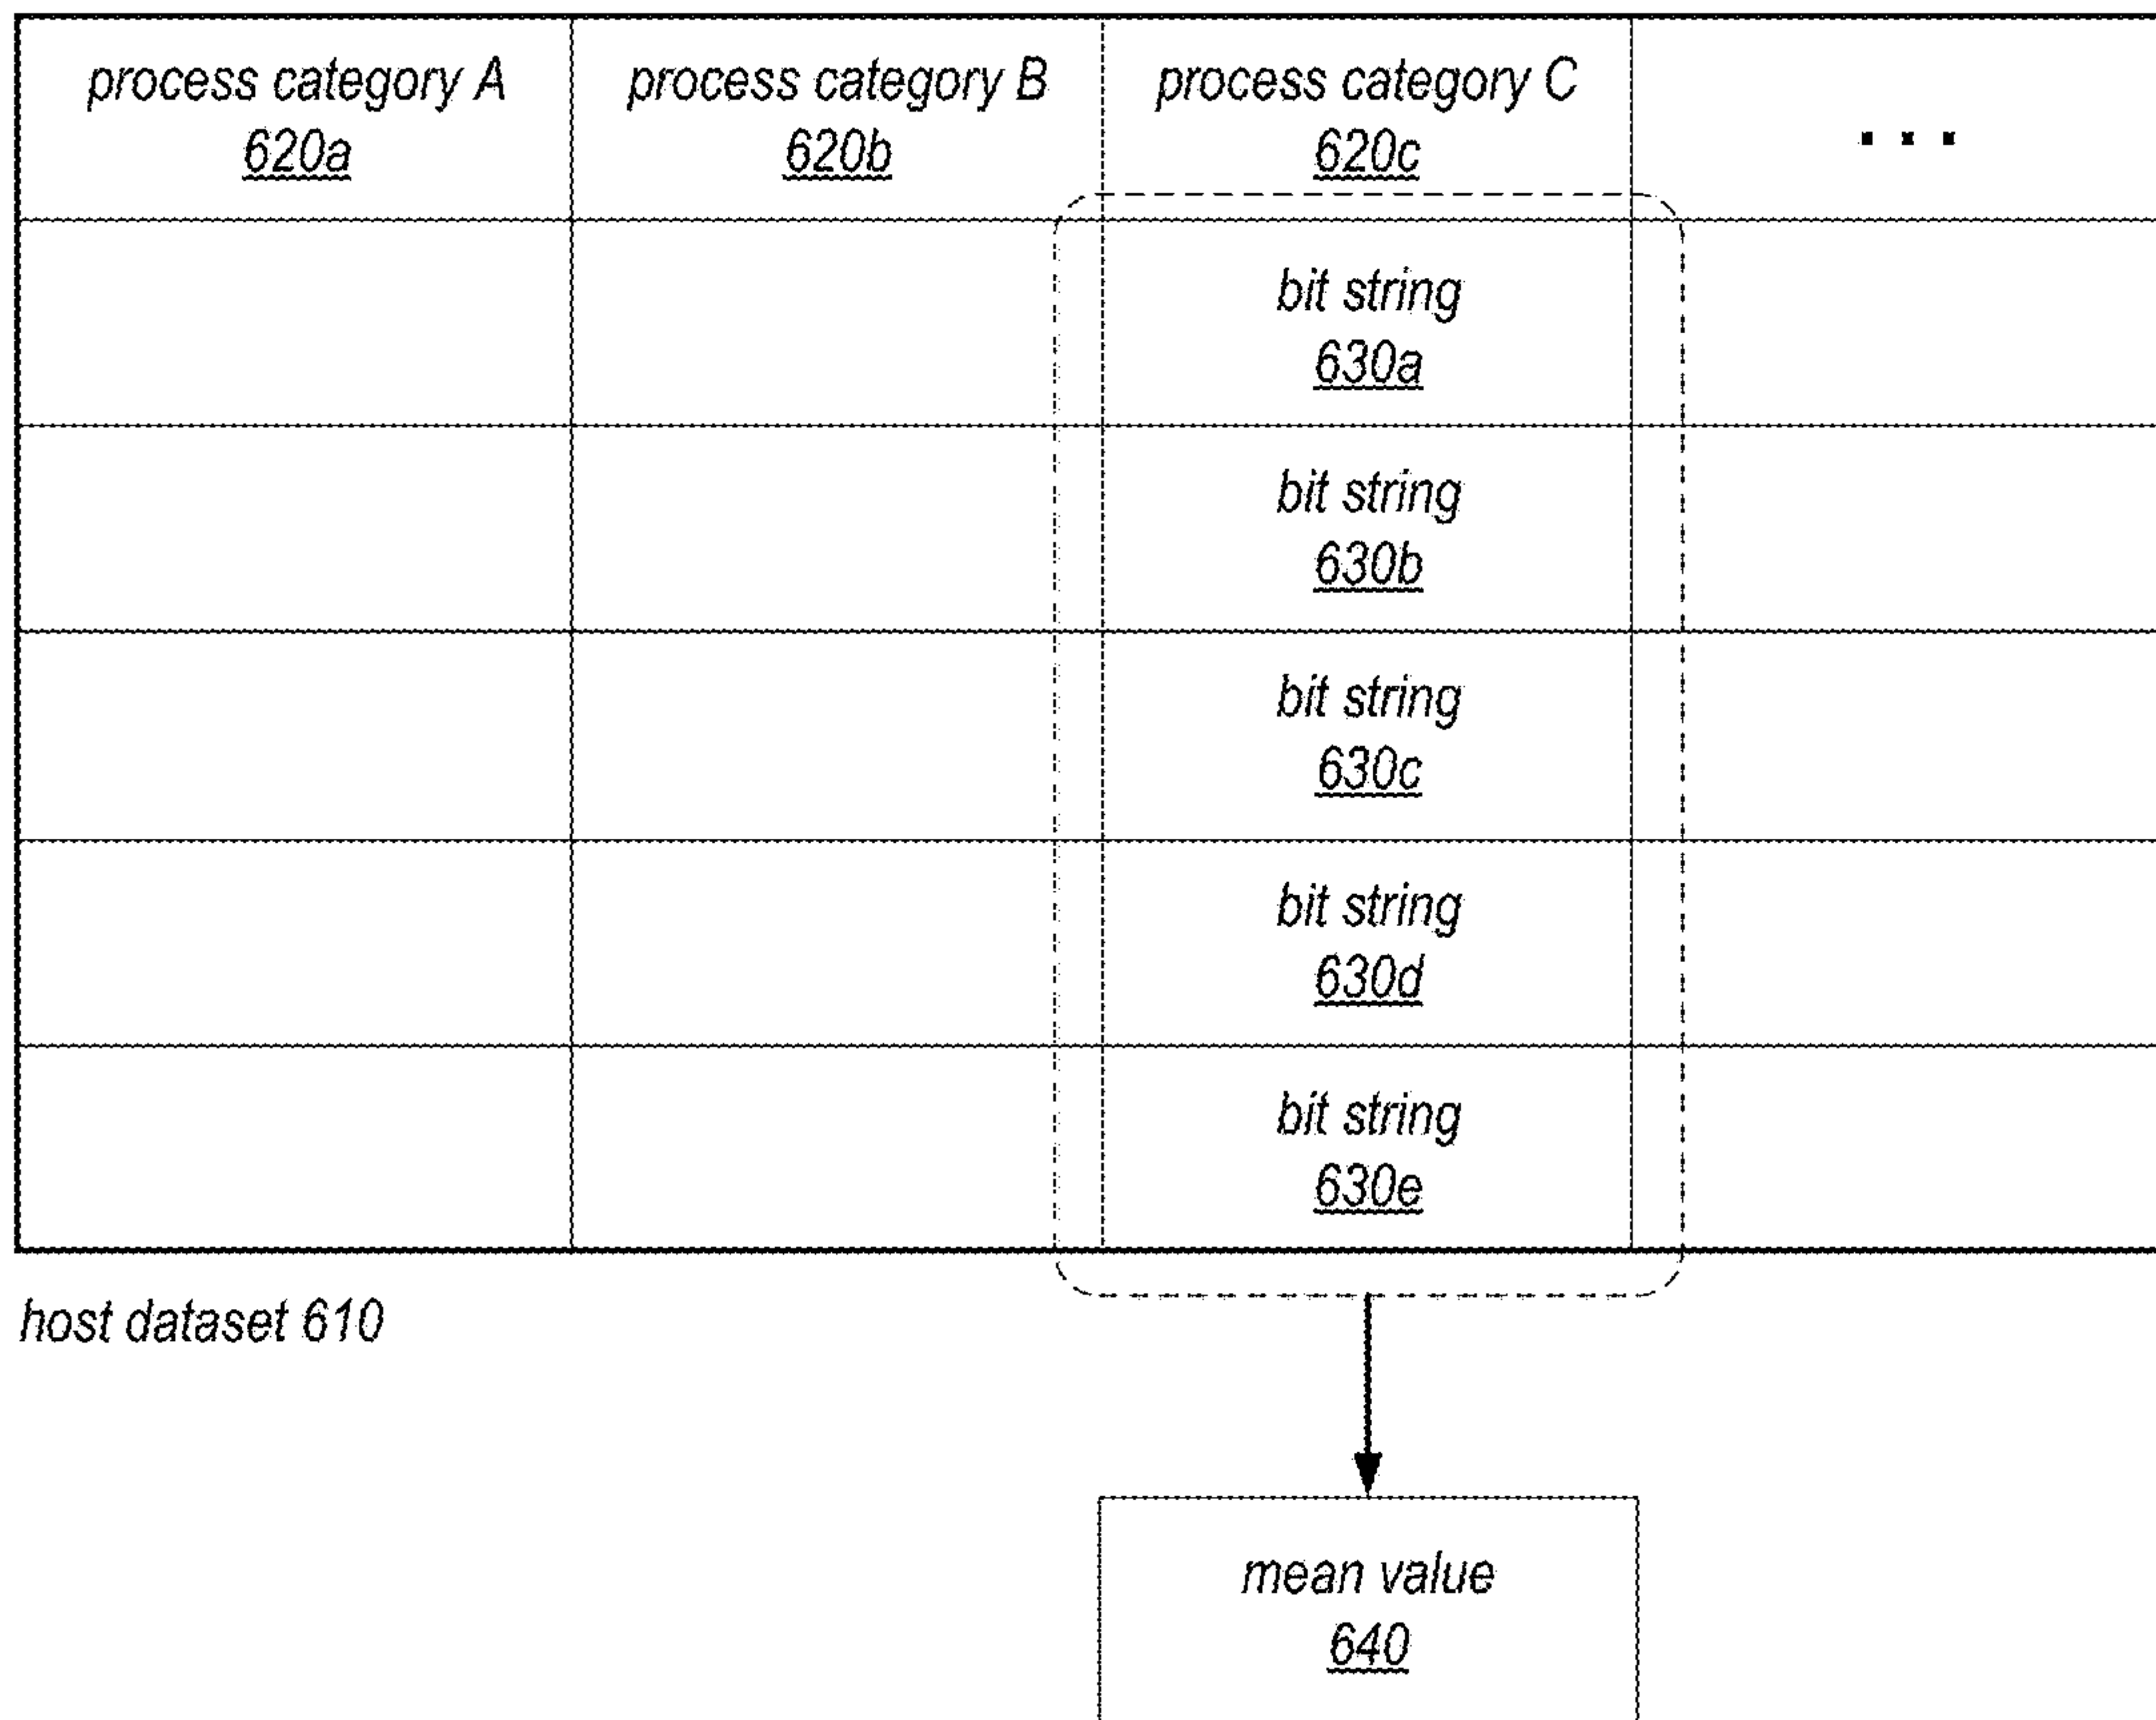 process category A
620a
process category B
620b
process category C
620c
...
bit string
630a
bit string
630b
bit string
630c
bit string
630d
bit string
630e
host dataset 610
mean value
640